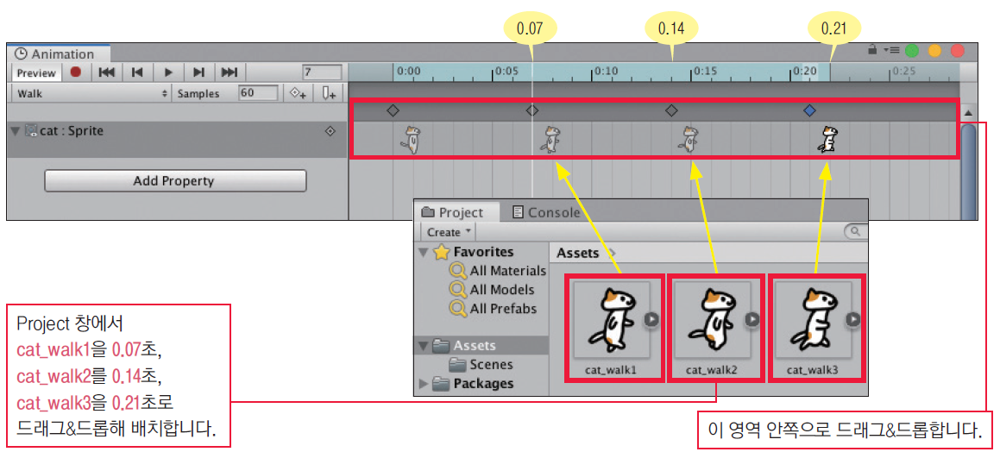 0.07
0.14
0.21
Animation
Preview
7
0:00
0:05
0:10
0:15
0:20
0:25
Walk
Samples
60
cat : Sprite
Add Property
Project
Console
Create
Favorites
All Materials
All Models
All Prefabs
Assets
Scenes
Packages
Assets
cat_walk1
cat_walk2
cat_walk3
Project 창에서
cat_walk1을 0.07초,
cat_walk2를 0.14초,
cat_walk3을 0.21초로
드래그&드롭해 배치합니다.
이 영역 안쪽으로 드래그&드롭합니다.